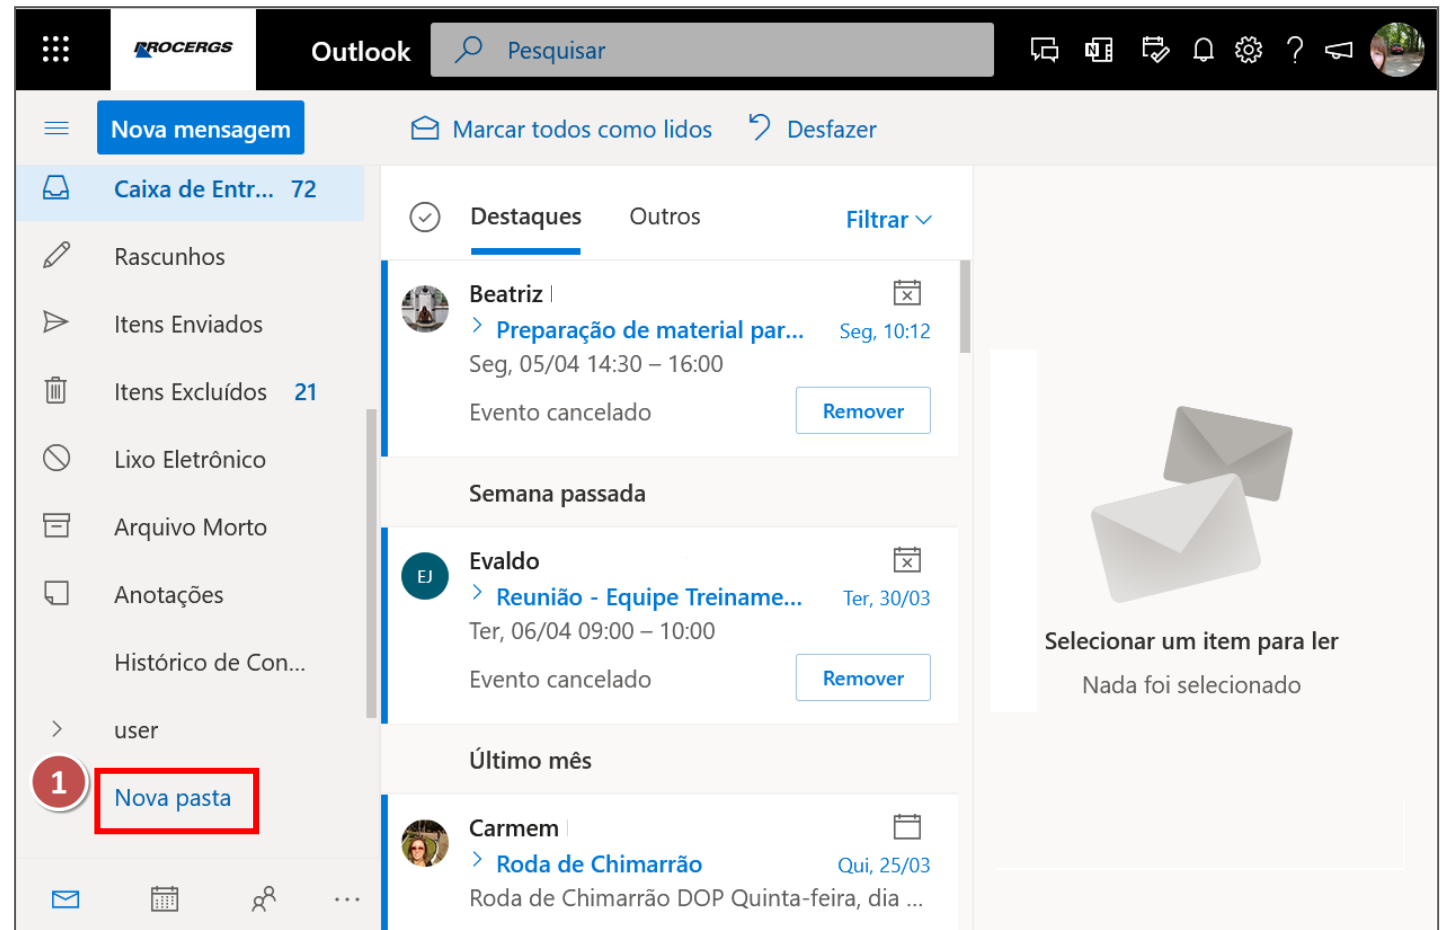 PROCERGS
Outlook
Pesquisar
Nova mensagem
Marcar todos como lidos
Desfazer
Caixa de Entr... 72
Rascunhos
Itens Enviados
Itens Excluídos 21
Lixo Eletrônico
Arquivo Morto
Anotações
Histórico de Con...
user
1
Nova pasta
Destaques
Outros
Filtrar
Beatriz
Preparação de material par... Seg, 10:12
Seg, 05/04 14:30 – 16:00
Evento cancelado
Remover
Semana passada
EJ
Evaldo
Reunião - Equipe Treiname... Ter, 30/03
Ter, 06/04 09:00 – 10:00
Evento cancelado
Remover
Último mês
Carmem
Roda de Chimarrão Qui, 25/03
Roda de Chimarrão DOP Quinta-feira, dia ...
Selecionar um item para ler
Nada foi selecionado